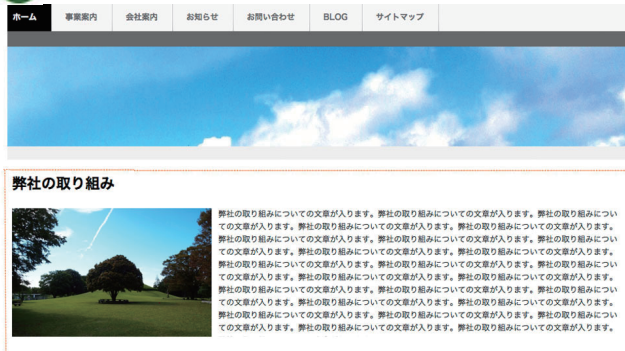 ホーム 事業案内 会社案内 お知らせ お問い合わせ BLOG サイトマップ
弊社の取り組み
弊社の取り組みについての文章が入ります。弊社の取り組みについての文章が入ります。弊社の取り組みについ
ての文章が入ります。弊社の取り組みについての文章が入ります。弊社の取り組みについての文章が入ります。
弊社の取り組みについての文章が入ります。弊社の取り組みについての文章が入ります。弊社の取り組みについ
ての文章が入ります。弊社の取り組みについての文章が入ります。弊社の取り組みについての文章が入ります。
弊社の取り組みについての文章が入ります。弊社の取り組みについての文章が入ります。弊社の取り組みについ
ての文章が入ります。弊社の取り組みについての文章が入ります。弊社の取り組みについての文章が入ります。
弊社の取り組みについての文章が入ります。弊社の取り組みについての文章が入ります。弊社の取り組みについ
ての文章が入ります。弊社の取り組みについての文章が入ります。弊社の取り組みについての文章が入ります。
弊社の取り組みについての文章が入ります。弊社の取り組みについての文章が入ります。弊社の取り組みについ
ての文章が入ります。弊社の取り組みについての文章が入ります。弊社の取り組みについての文章が入ります。